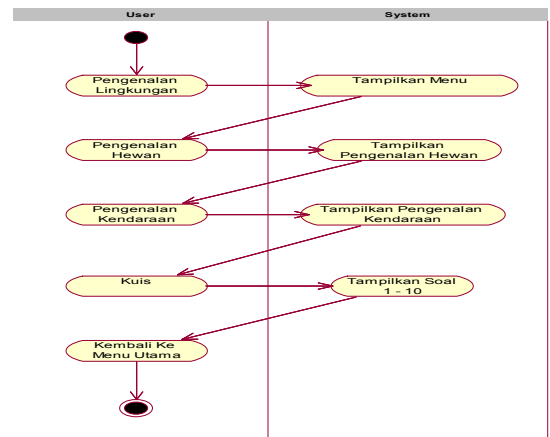 User
System
Pengenalan
Lingkungan
Tampilkan Menu
Pengenalan
Hewan
Tampilkan
Pengenalan Hewan
Pengenalan
Kendaraan
Tampilkan Pengenalan
Kendaraan
Kuis
Tampilkan Soal
1 - 10
Kembali Ke
Menu Utama